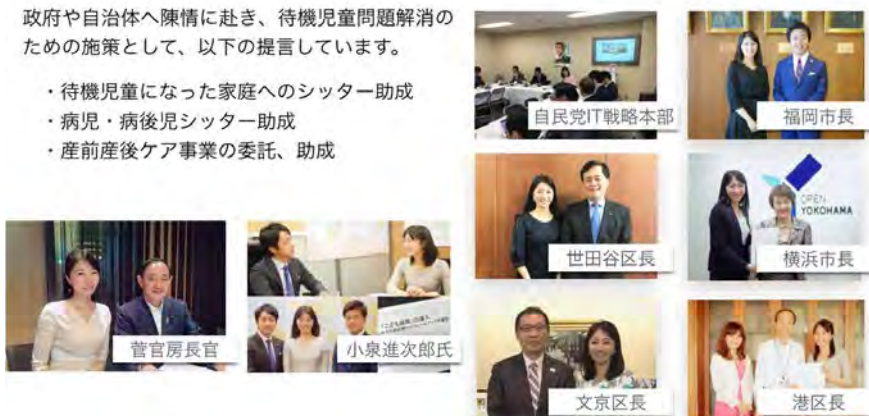 政府や自治体へ陳情に赴き、待機児童問題解消の
ための施策として、以下の提言しています。
・待機児童になった家庭へのシッター助成
・病児・病後児シッター助成
・産前産後ケア事業の委託、助成
自民党IT戦略本部
福岡市長
世田谷区長
OPEN
YOKOHAMA
横浜市長
菅官房長官
小泉進次郎氏
文京区長
港区長